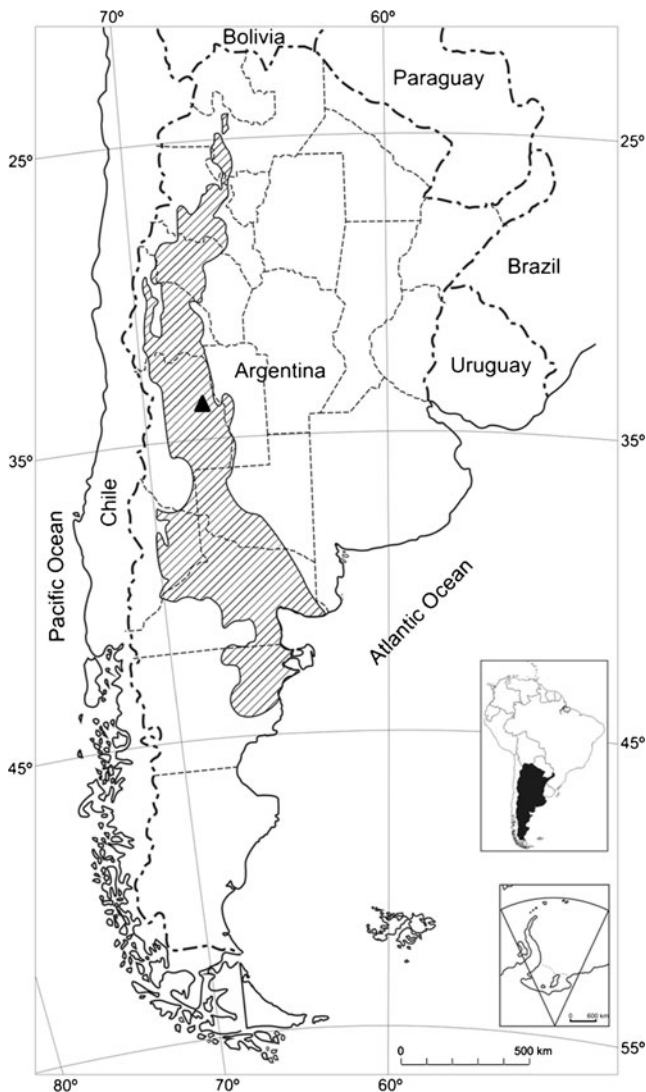 70°
60°
Bolivia
Paraguay
25°
25°
Brazil
Uruguay
Argentina
35°
35°
Chile
Pacific Ocean
Atlantic Ocean
45°
45°
0
600 km
0
500 km
55°
80°
70°
60°